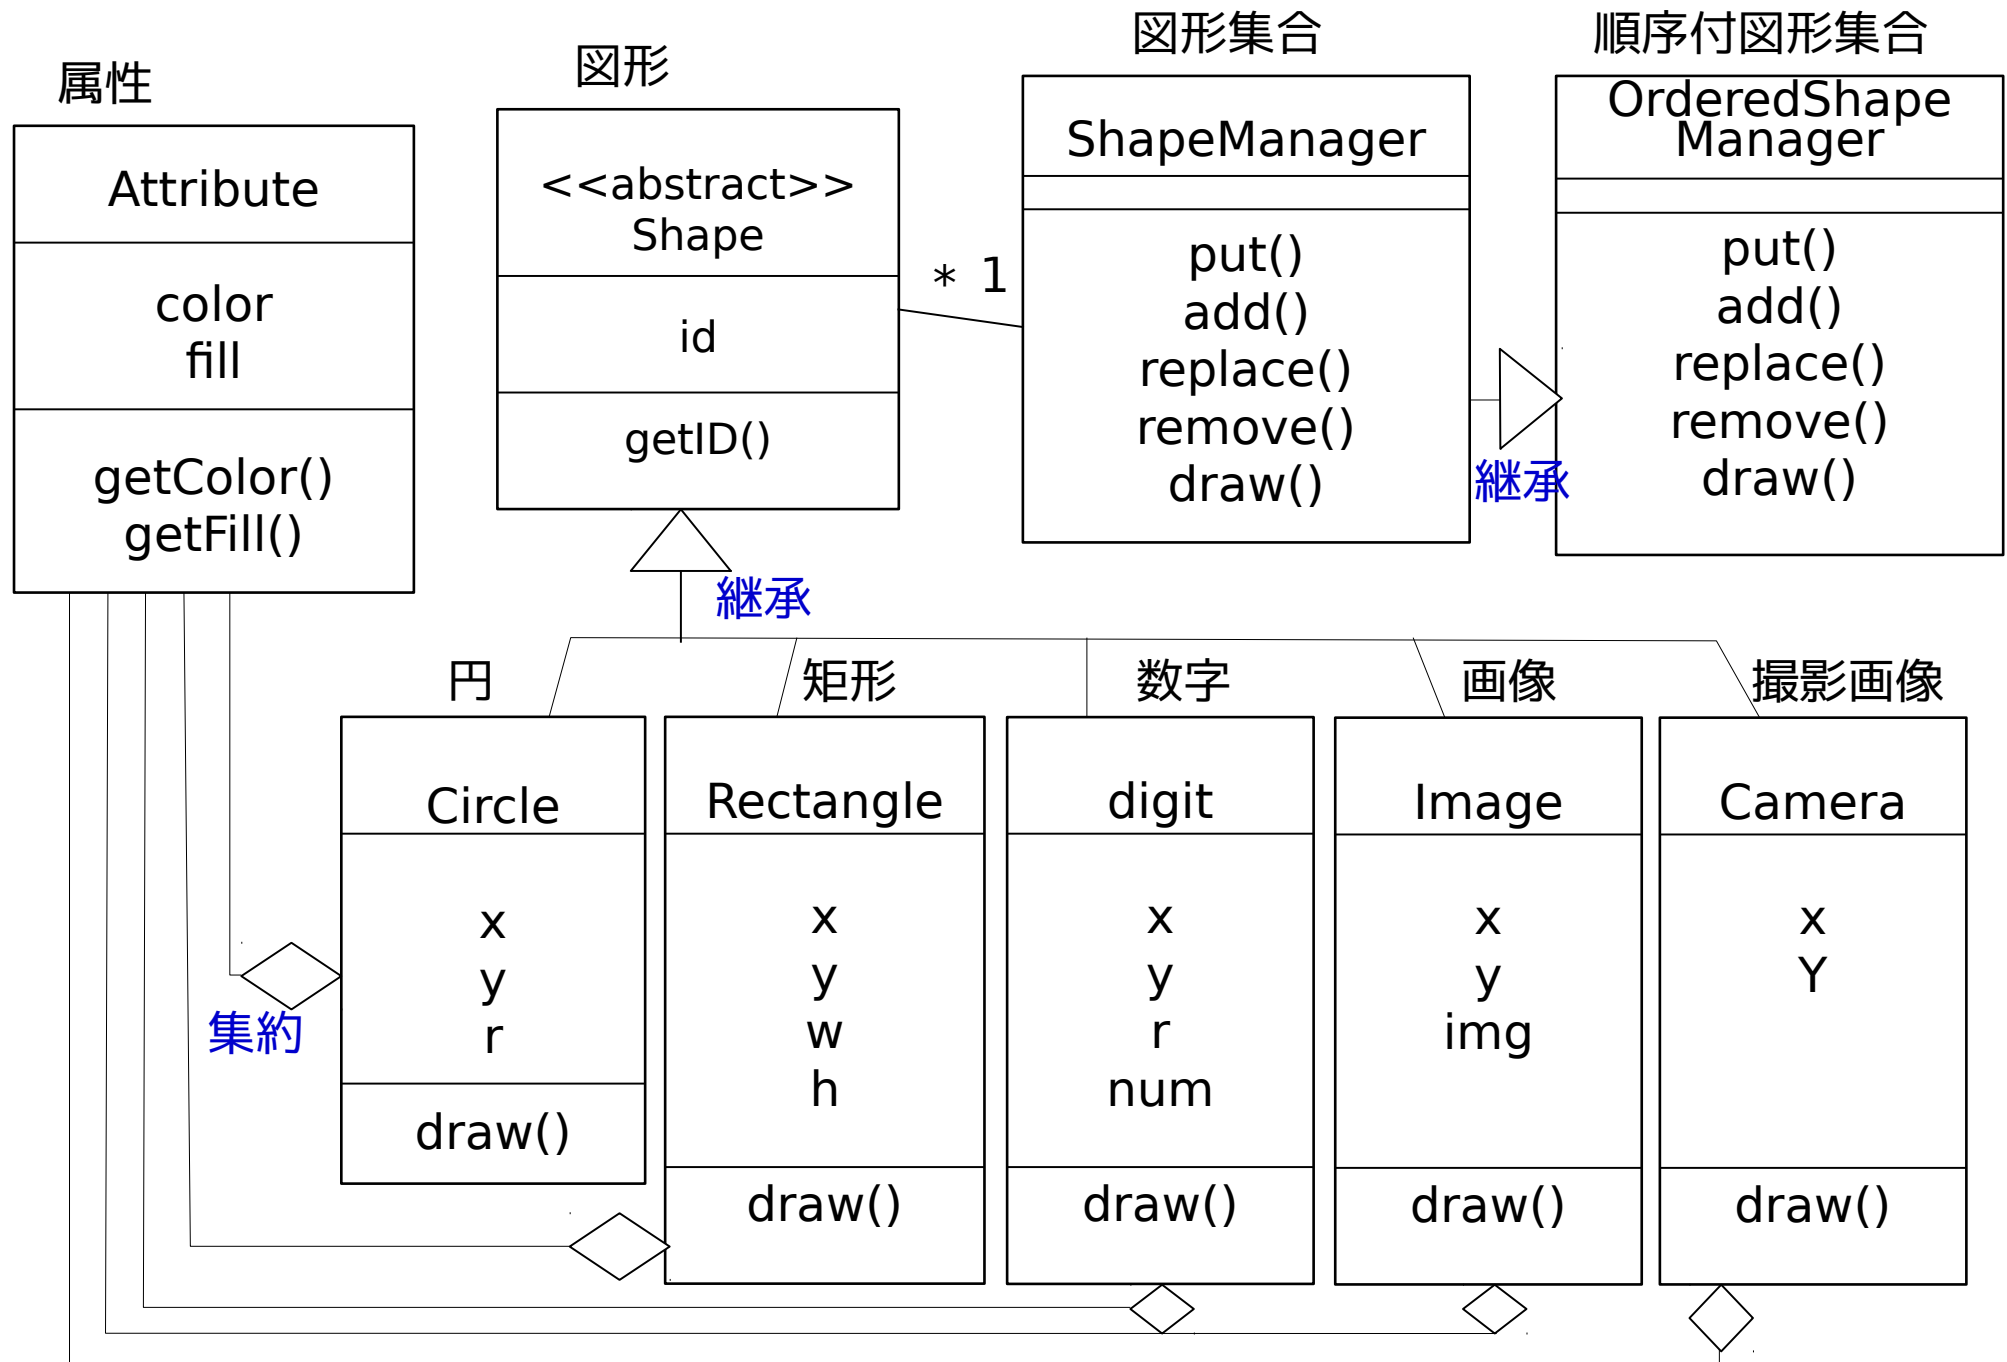 属性
Attribute
color
fill
getColor()
getFill()
図形
<<abstract>>
Shape
id
getID()
* 1
図形集合
ShapeManager
put()
add()
replace()
remove()
draw()
継承
順序付図形集合
OrderedShape
Manager
put()
add()
replace()
remove()
draw()
継承
円
Circle
x
y
r
draw()
集約
矩形
Rectangle
x
y
w
h
draw()
数字
digit
x
y
r
num
draw()
画像
Image
x
y
img
draw()
撮影画像
Camera
x
Y
draw()